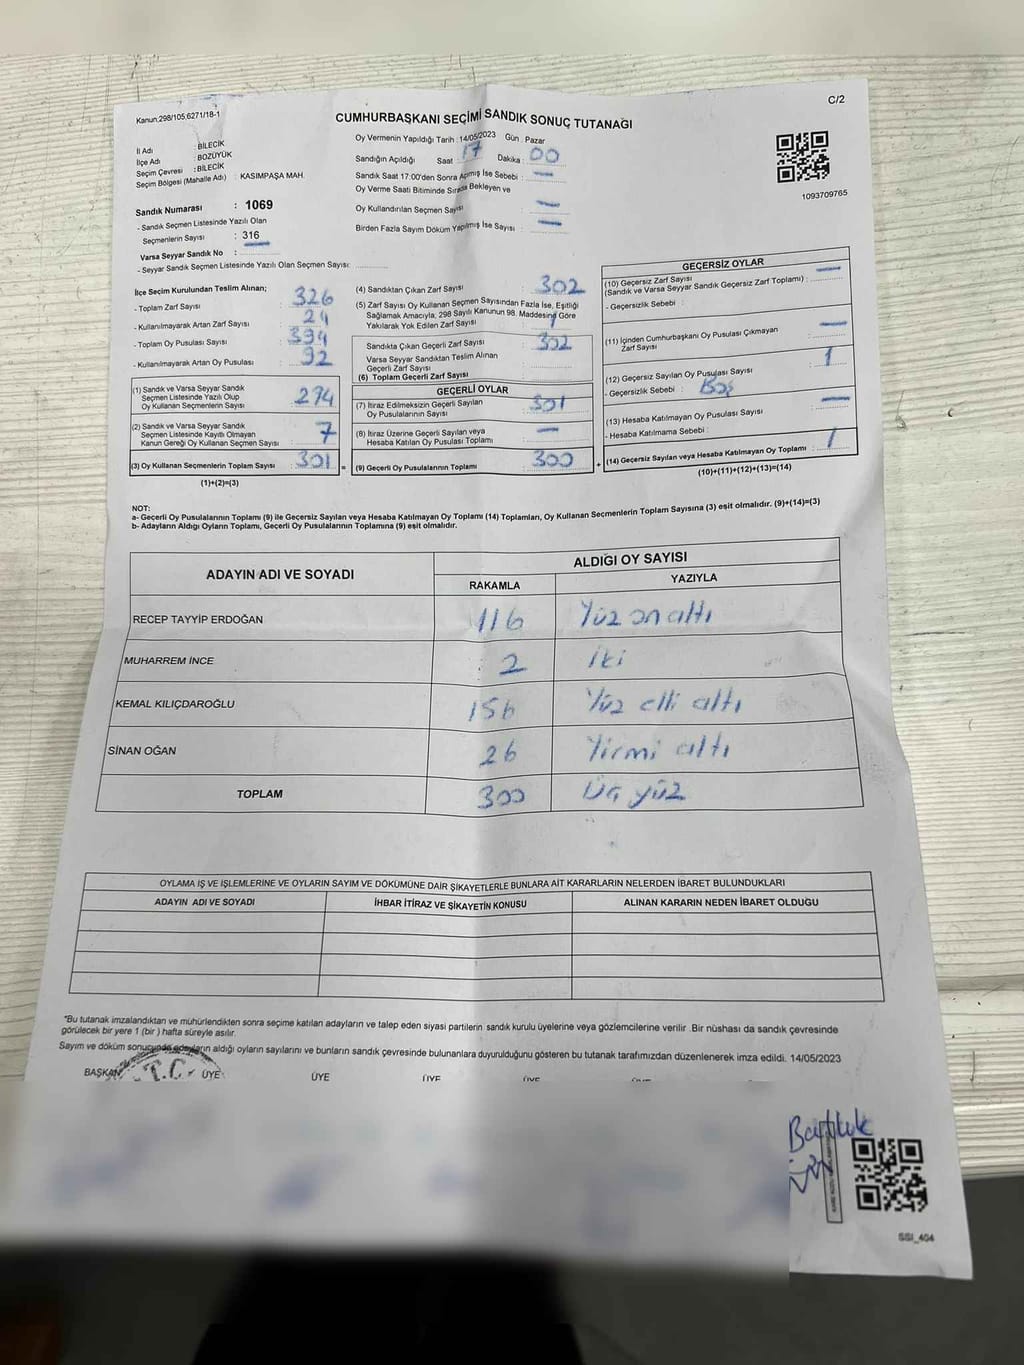 C/2
Kanun:298/105,6271/18-1
CUMHURBAŞKANI SEÇİMİ SANDIK SONUÇ TUTANAĞI
İl Adı : BİLECİK
İlçe Adı : BOZÜYÜK
Seçim Çevresi : BİLECİK
Seçim Bölgesi (Mahalle Adı) : KASIMPAŞA MAH.
Sandık Numarası : 1069
- Sandık Seçmen Listesinde Yazılı Olan
Seçmenlerin Sayısı : 316
Varsa Seyyar Sandık No :
- Seyyar Sandık Seçmen Listesinde Yazılı Olan Seçmen Sayısı:
Oy Vermenin Yapıldığı Tarih : 14/05/2023 Gün : Pazar
Sandığın Açıldığı Saat : 17 Dakika : 00
Sandık Saat 17:00'den Sonra Açılmış İse Sebebi : —
Oy Verme Saati Bitiminde Sırada Bekleyen ve
Oy Kullandırılan Seçmen Sayısı : —
Birden Fazla Sayım Döküm Yapılmış İse Sayısı : —
1093709765
İlçe Seçim Kurulundan Teslim Alınan;
- Toplam Zarf Sayısı : 326
- Kullanılmayarak Artan Zarf Sayısı : 24
- Toplam Oy Pusulası Sayısı : 394
- Kullanılmayarak Artan Oy Pusulası : 92
(1) Sandık ve Varsa Seyyar Sandık
Seçmen Listesinde Yazılı Olup
Oy Kullanan Seçmenlerin Sayısı : 294
(2) Sandık ve Varsa Seyyar Sandık
Seçmen Listesinde Kayıtlı Olmayan
Kanun Gereği Oy Kullanan Seçmen Sayısı : 7
(3) Oy Kullanan Seçmenlerin Toplam Sayısı : 301
(1)+(2)=(3)
(4) Sandıktan Çıkan Zarf Sayısı : 302
(5) Zarf Sayısı Oy Kullanan Seçmen Sayısından Fazla İse, Eşitliği
Sağlamak Amacıyla, 298 Sayılı Kanunun 98. Maddesine Göre
Yakılarak Yok Edilen Zarf Sayısı : 1
Sandıkta Çıkan Geçerli Zarf Sayısı : 302
Varsa Seyyar Sandıktan Teslim Alınan
Geçerli Zarf Sayısı :
(6) Toplam Geçerli Zarf Sayısı :
GEÇERLİ OYLAR
(7) İtiraz Edilmeksizin Geçerli Sayılan
Oy Pusulalarının Sayısı : 301
(8) İtiraz Üzerine Geçerli Sayılan veya
Hesaba Katılan Oy Pusulası Toplamı : —
= (9) Geçerli Oy Pusulalarının Toplamı : 300
GEÇERSİZ OYLAR
(10) Geçersiz Zarf Sayısı : —
(Sandık ve Varsa Seyyar Sandık Geçersiz Zarf Toplamı) :
- Geçersizlik Sebebi :
(11) İçinden Cumhurbaşkanı Oy Pusulası Çıkmayan
Zarf Sayısı : —
(12) Geçersiz Sayılan Oy Pusulası Sayısı : 1
- Geçersizlik Sebebi : Boş
(13) Hesaba Katılmayan Oy Pusulası Sayısı : —
- Hesaba Katılmama Sebebi :
+ (14) Geçersiz Sayılan veya Hesaba Katılmayan Oy Toplamı : 1
(10)+(11)+(12)+(13)=(14)
NOT:
a- Geçerli Oy Pusulalarının Toplamı (9) ile Geçersiz Sayılan veya Hesaba Katılmayan Oy Toplamı (14) Toplamları, Oy Kullanan Seçmenlerin Toplam Sayısına (3) eşit olmalıdır. (9)+(14)=(3)
b- Adayların Aldığı Oyların Toplamı, Geçerli Oy Pusulalarının Toplamına (9) eşit olmalıdır.
ADAYIN ADI VE SOYADI ALDIĞI OY SAYISI
RAKAMLA YAZIYLA
RECEP TAYYİP ERDOĞAN 116 Yüz on altı
MUHARREM İNCE 2 iki
KEMAL KILIÇDAROĞLU 156 Yüz elli altı
SİNAN OĞAN 26 Yirmi altı
TOPLAM 300 Üç yüz
OYLAMA İŞ VE İŞLEMLERİNE VE OYLARIN SAYIM VE DÖKÜMÜNE DAİR ŞİKAYETLERLE BUNLARA AİT KARARLARIN NELERDEN İBARET BULUNDUKLARI
ADAYIN ADI VE SOYADI İHBAR İTİRAZ VE ŞİKAYETİN KONUSU ALINAN KARARIN NEDEN İBARET OLDUĞU
*Bu tutanak imzalandıktan ve mühürlendikten sonra seçime katılan adayların ve talep eden siyasi partilerin sandık kurulu üyelerine veya gözlemcilerine verilir .Bir nüshası da sandık çevresinde
görülecek bir yere 1 (bir ) hafta süreyle asılır.
Sayım ve döküm sonucunda adayların aldığı oyların sayılarını ve bunların sandık çevresinde bulunanlara duyurulduğunu gösteren bu tutanak tarafımızdan düzenlenerek imza edildi. 14/05/2023
BAŞKAN ÜYE ÜYE ÜYE ÜYE ÜYE
T.C.
SSI_404